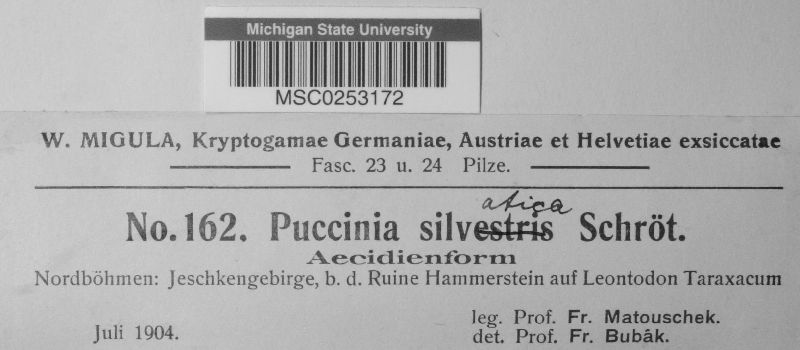 Michigan State University
MSC0253172
W. MIGULA, Kryptogamae Germaniae, Austriae et Helvetiae exsiccatae
Fasc. 23 u. 24 Pilze.
atica
No. 162. Puccinia silvestris Schröt.
Aecidienform
Nordböhmen: Jeschkengebirge, b. d. Ruine Hammerstein auf Leontodon Taraxacum
leg. Prof. Fr. Matouschek.
Juli 1904.
det. Prof. Fr. Bubâk.